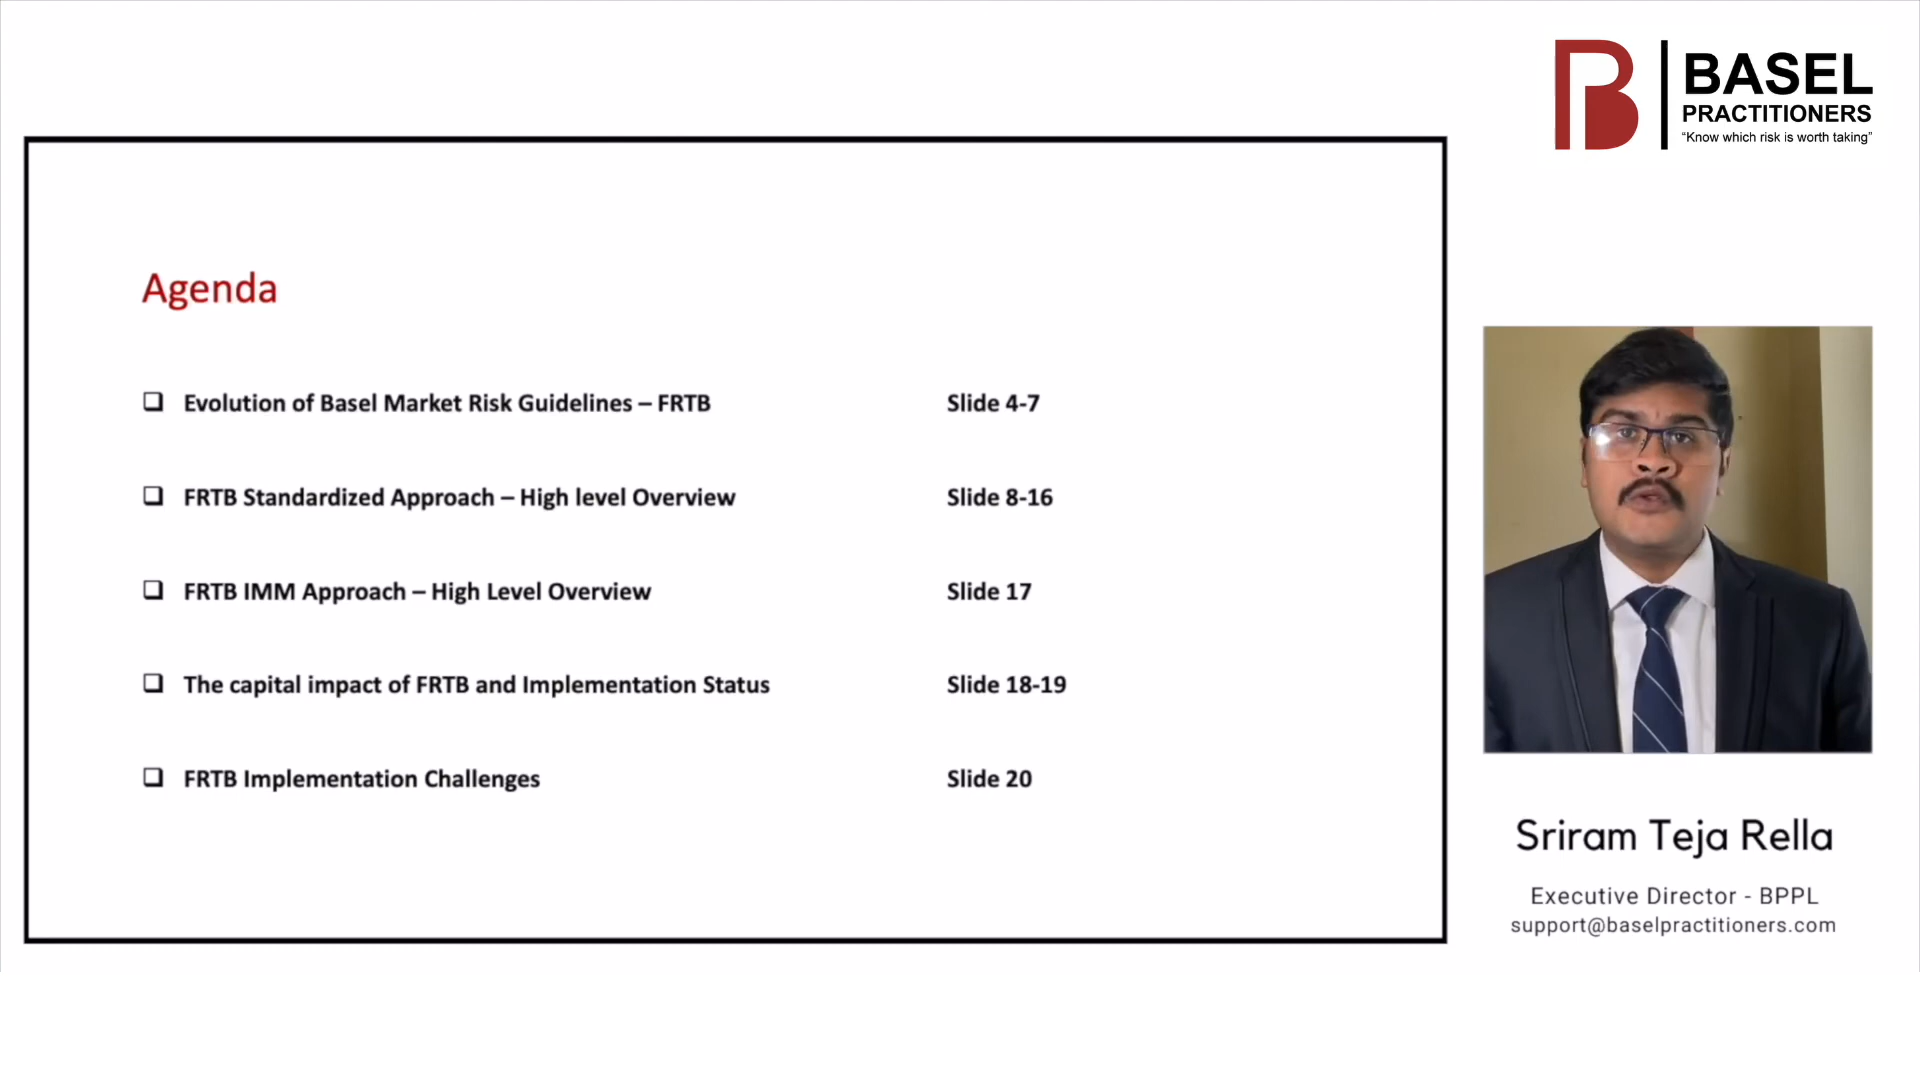 BASEL
PRACTITIONERS
“Know which risk is worth taking”
Agenda
Evolution of Basel Market Risk Guidelines – FRTB Slide 4-7
FRTB Standardized Approach – High level Overview Slide 8-16
FRTB IMM Approach – High Level Overview Slide 17
The capital impact of FRTB and Implementation Status Slide 18-19
FRTB Implementation Challenges Slide 20
Sriram Teja Rella
Executive Director - BPPL
support@baselpractitioners.com